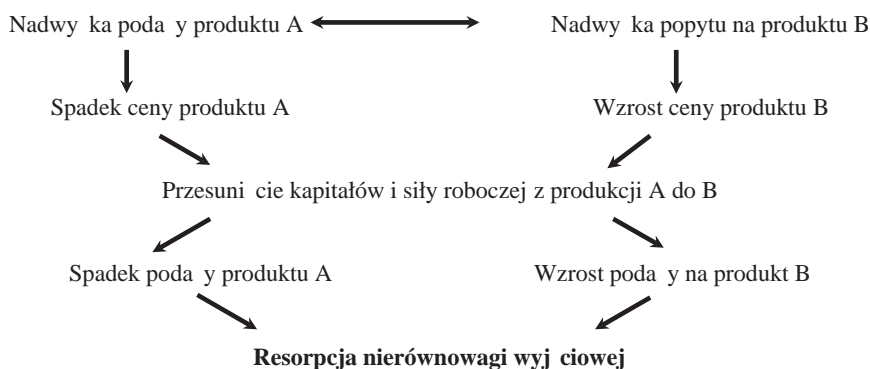 Nadwy ka poda y produktu A Nadwy ka popytu na produktu B
Spadek ceny produktu A Wzrost ceny produktu B
Przesuni cie kapitałów i siły roboczej z produkcji A do B
Spadek poda y produktu A Wzrost poda y na produkt B
Resorpcja nierównowagi wyj ciowej